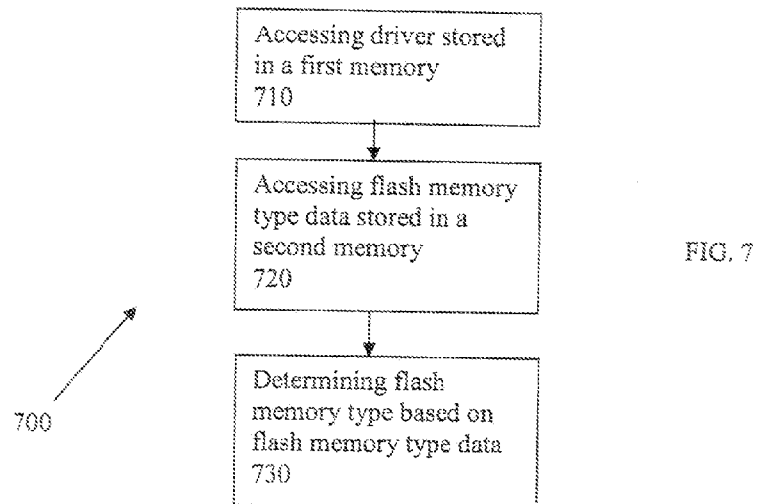 Accessing driver stored
in a first memory
710
Accessing flash memory
type data stored in a
second memory
720
FIG. 7
Determining flash
memory type based on
flash memory type data
730
700